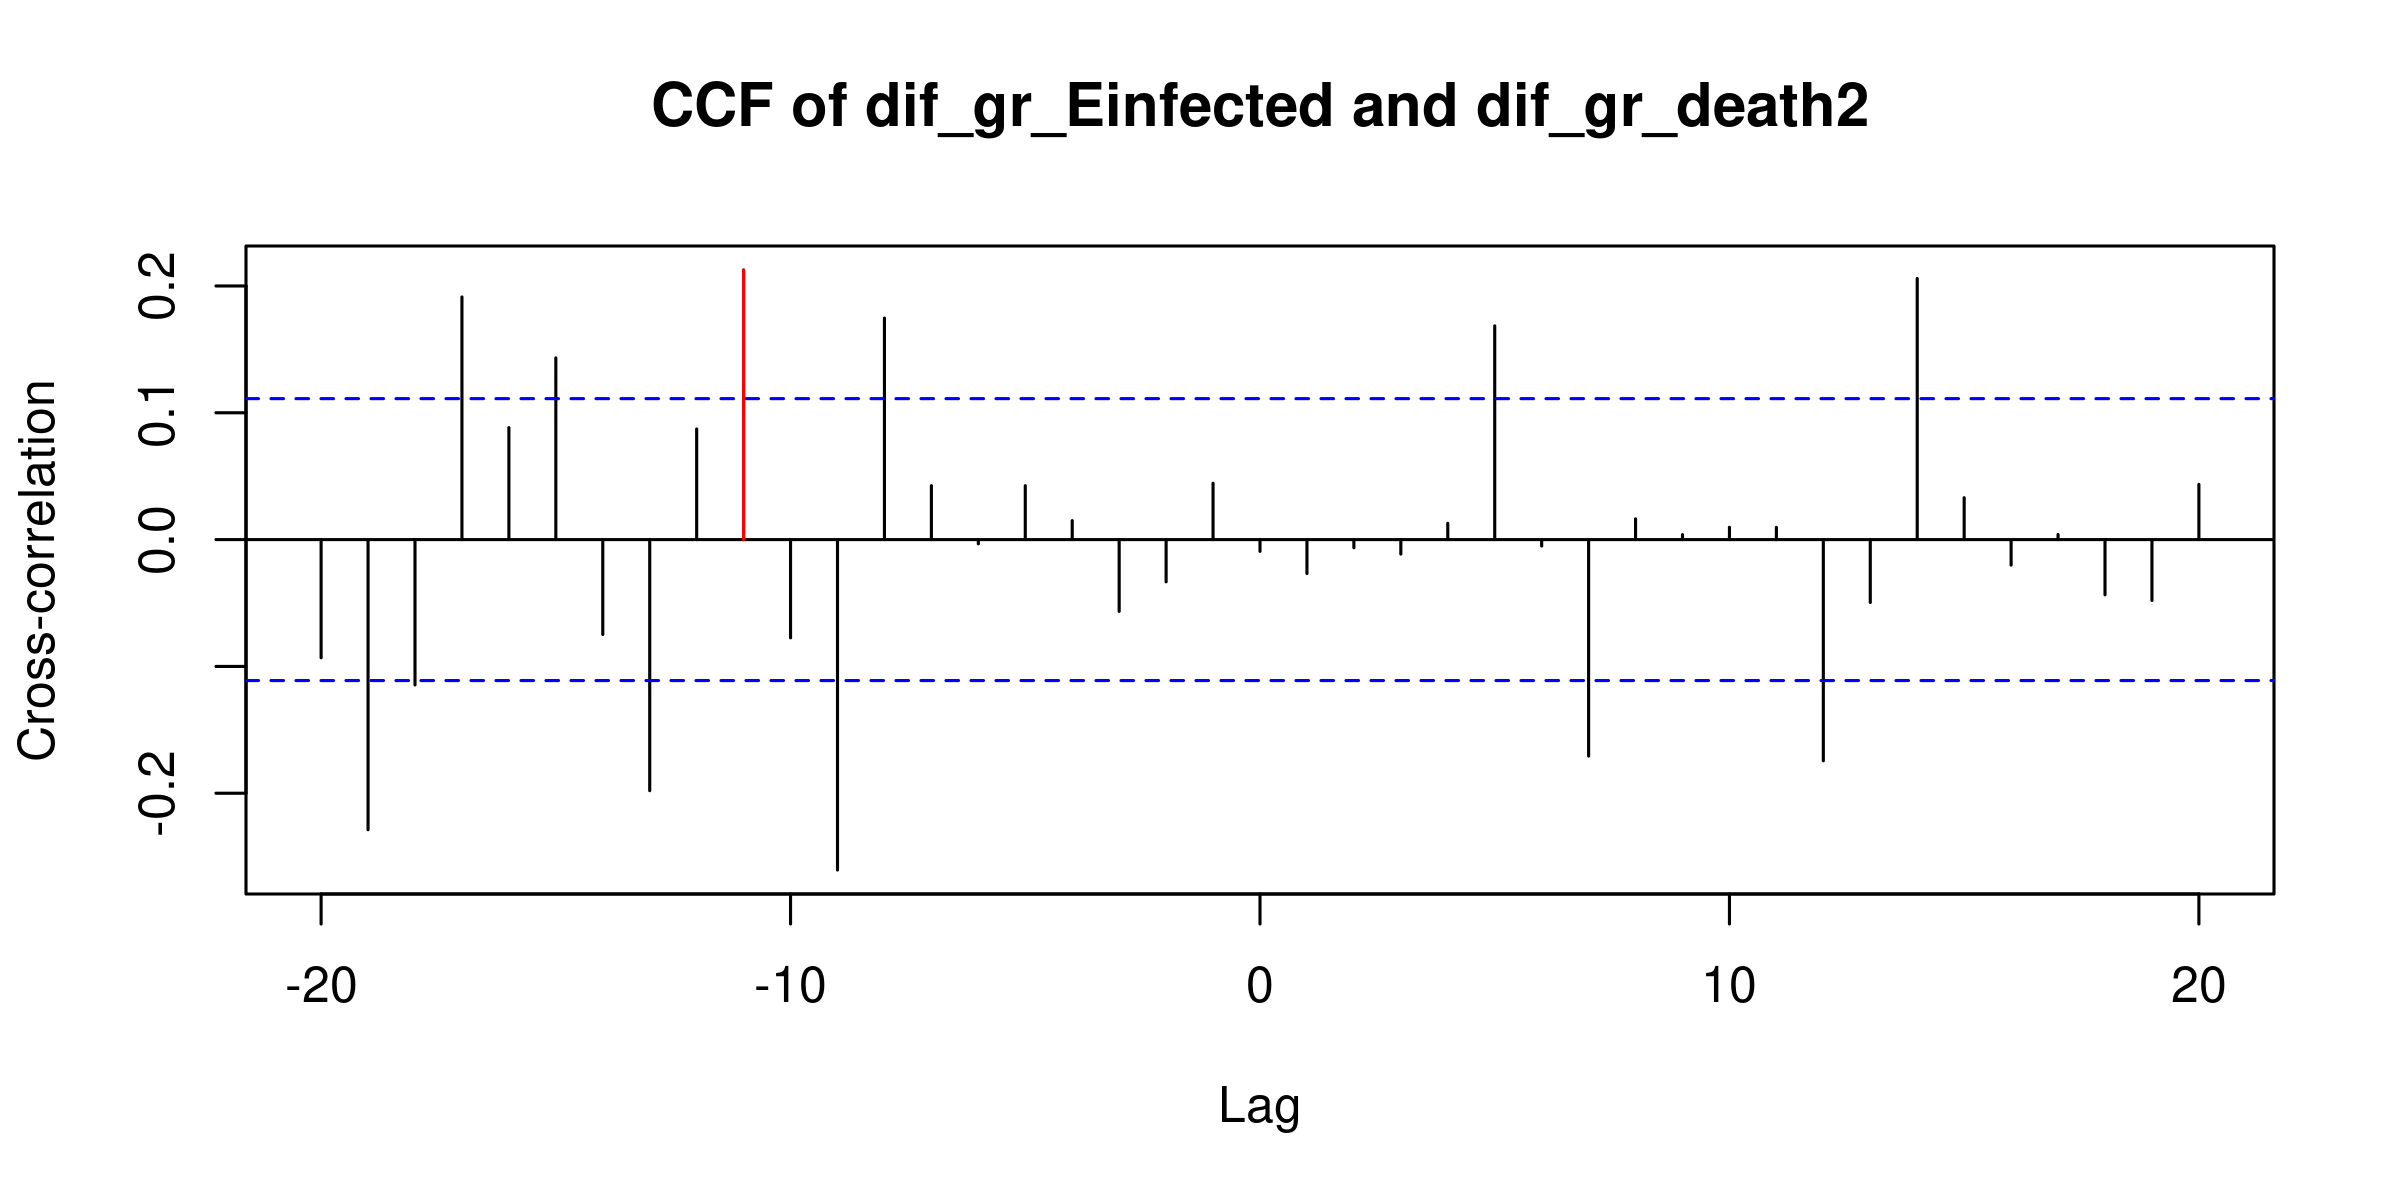 CCF of dif_gr_Einfected and dif_gr_death2
Cross-correlation
0.2
0.1
0.0
-0.2
-20 -10 0 10 20
Lag